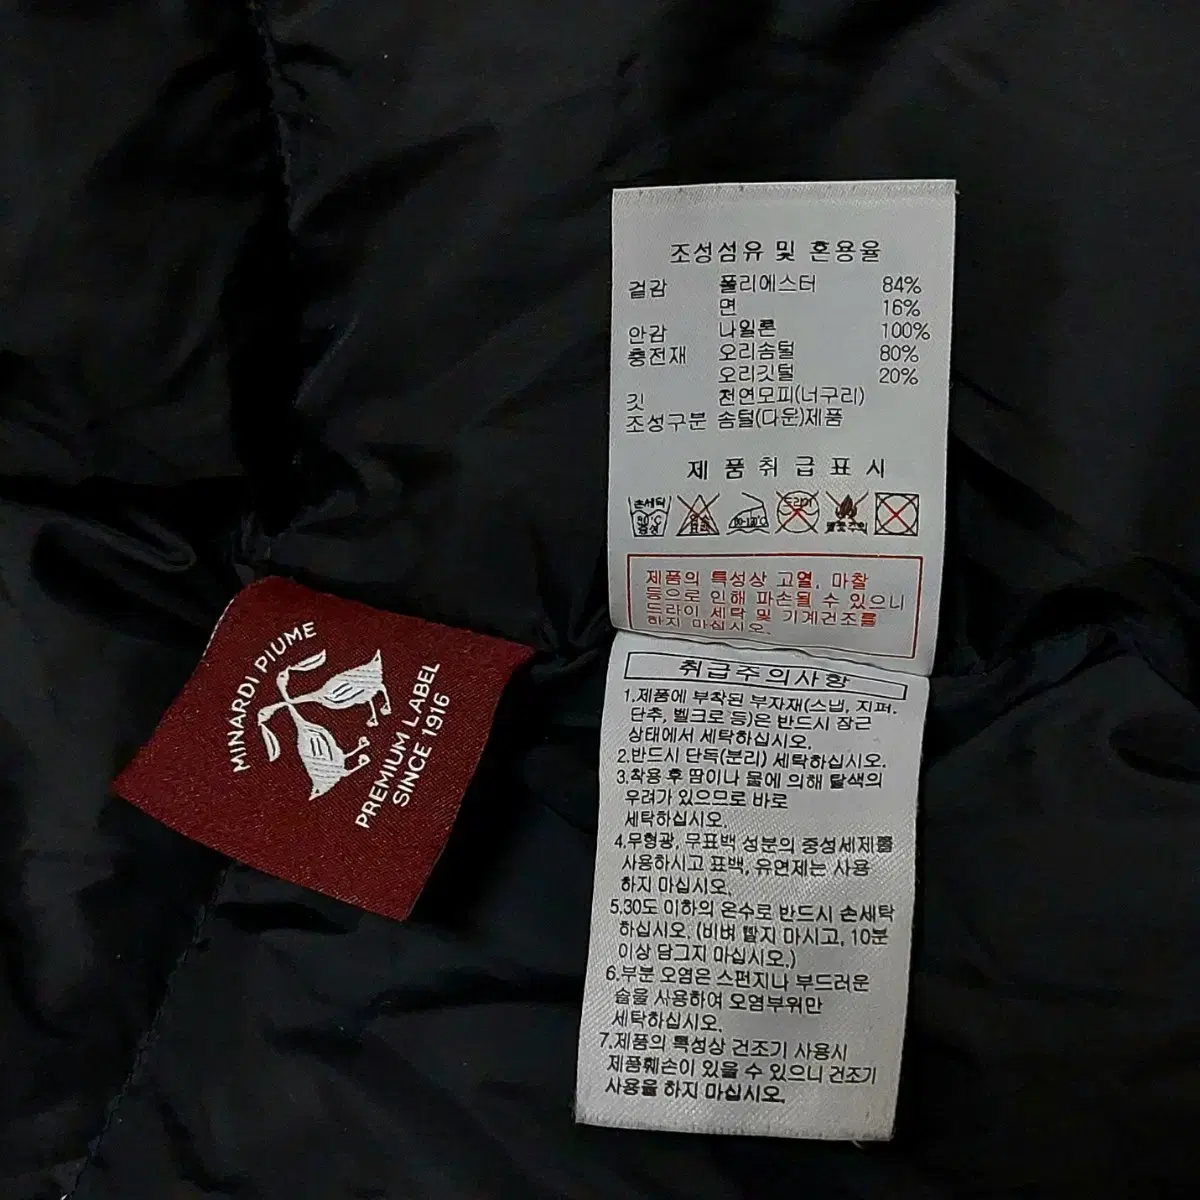 조성섬유 및 혼용율
겉감 폴리에스터 84%
면 16%
안감 나일론 100%
충전재 오리솜털 80%
오리깃털 20%
깃 천연모피(너구리)
조성구분 솜털(다운)제품
제 품 취 급 표 시
손세탁
중성
드라이
불꽃주의
제품의 특성상 고열, 마찰
등으로 인해 파손될 수 있으니
드라이 세탁 및 기계건조를
하지 마십시오.
취급주의사항
1.제품에 부착된 부자재(스냅, 지퍼,
단추, 벨크로 등)은 반드시 잠근
상태에서 세탁하십시오.
2.반드시 단독(분리) 세탁하십시오.
3.착용 후 땀이나 물에 의해 탈색의
우려가 있으므로 바로
세탁하십시오.
4.무형광, 무표백 성분의 중성세제를
사용하시고 표백, 유연제는 사용
하지 마십시오.
5.30도 이하의 온수로 반드시 손세탁
하십시오. (비벼 빨지 마시고, 10분
이상 담그지 마십시오.)
6.부분 오염은 스펀지나 부드러운
솔을 사용하여 오염부위만
세탁하십시오.
7.제품의 특성상 건조기 사용시
제품훼손이 있을 수 있으니 건조기
사용을 하지 마십시오.
MINARDI PIUME
PREMIUM LABEL
SINCE 1916